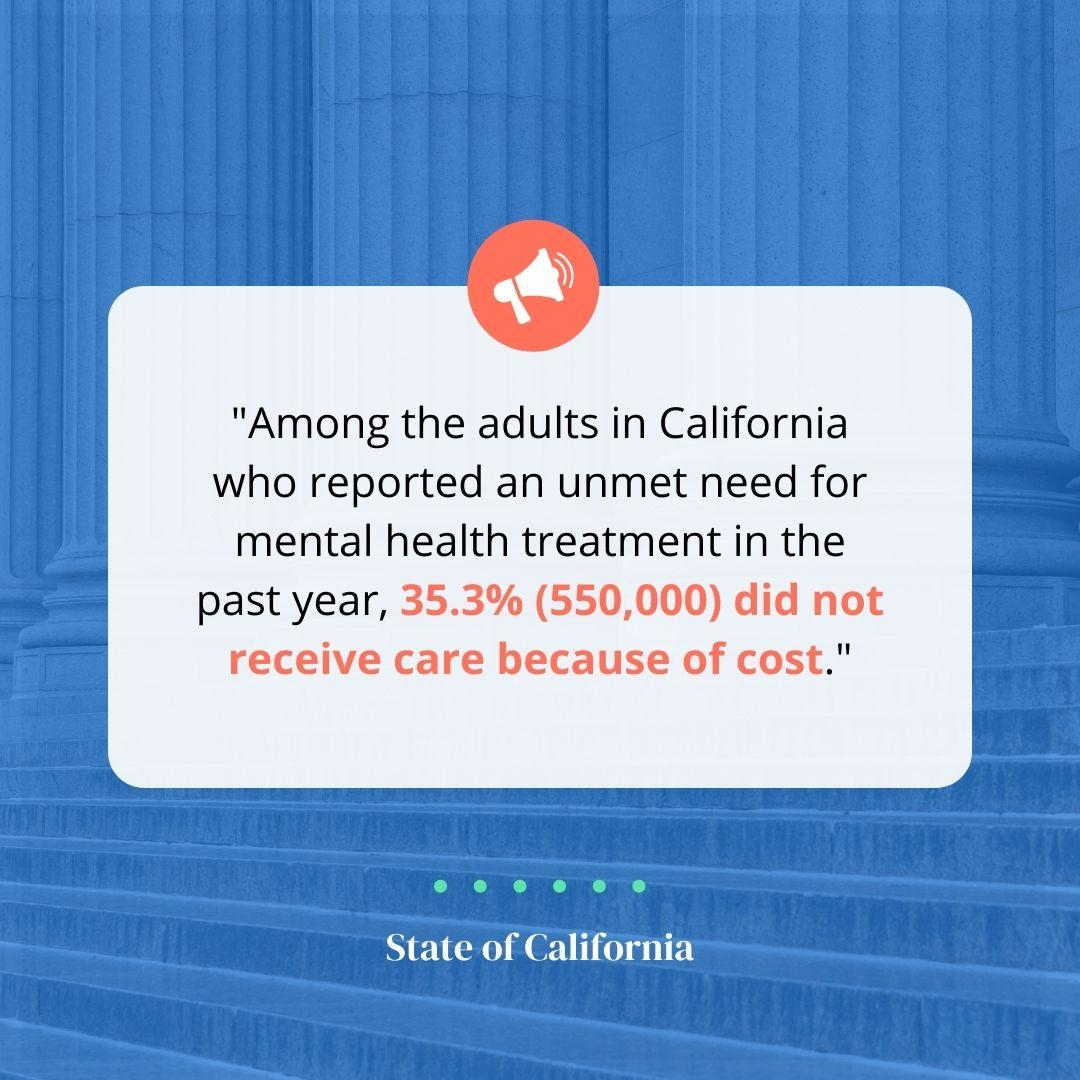 "Among the adults in California
who reported an unmet need for
mental health treatment in the
past year, 35.3% (550,000) did not
receive care because of cost."
State of California